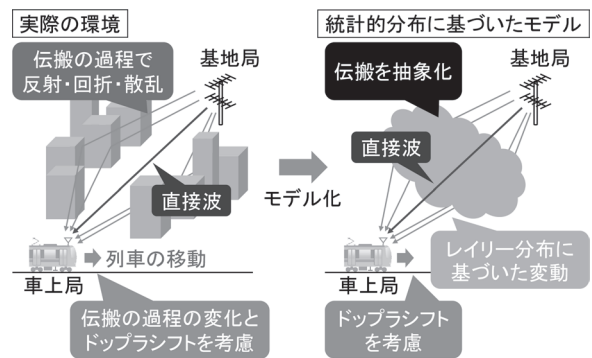 実際の環境
伝搬の過程で
反射・回折・散乱
基地局
直接波
列車の移動
車上局
伝搬の過程の変化と
ドップラシフトを考慮
モデル化
統計的分布に基づいたモデル
伝搬を抽象化
基地局
直接波
レイリー分布に
基づいた変動
車上局
ドップラシフト
を考慮